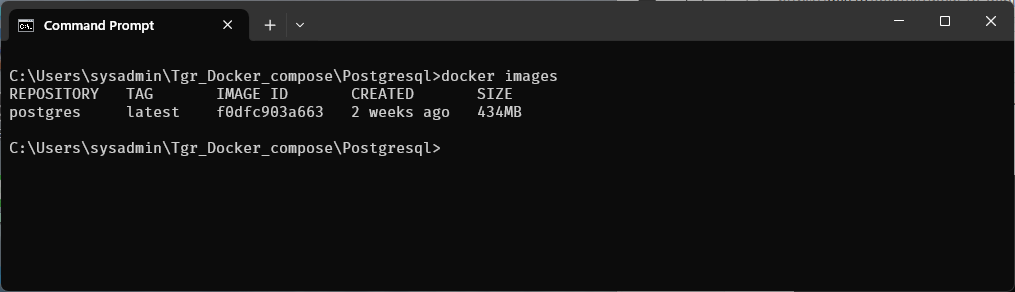 Command Prompt
C:\Users\sysadmin\Tgr_Docker_compose\Postgresql>docker images
REPOSITORY   TAG       IMAGE ID       CREATED       SIZE
postgres     latest    f0dfc903a663   2 weeks ago   434MB
C:\Users\sysadmin\Tgr_Docker_compose\Postgresql>